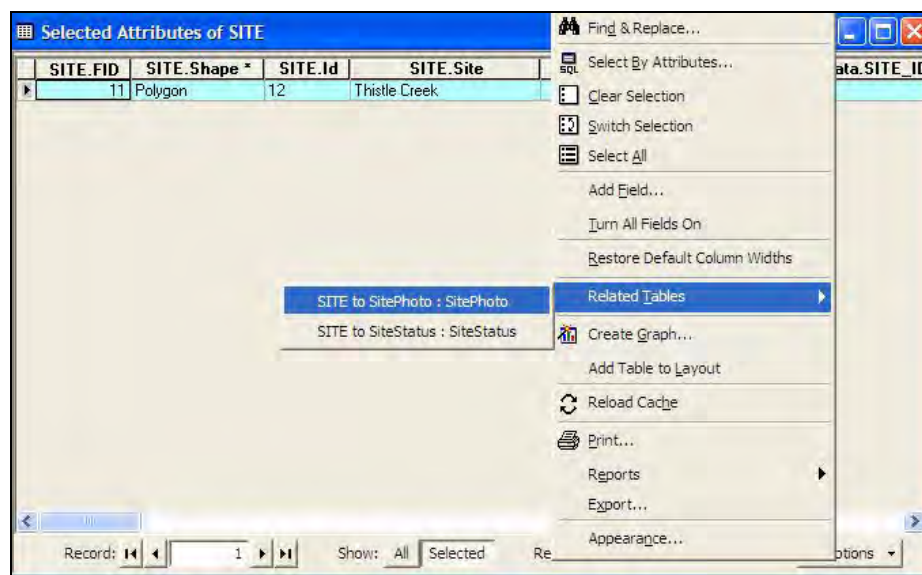 Selected Attributes of SITE
SITE.FID SITE.Shape * SITE.Id SITE.Site ata.SITE_ID
11 Polygon 12 Thistle Creek
Find & Replace...
SQL Select By Attributes...
Clear Selection
Switch Selection
Select All
Add Field...
Turn All Fields On
Restore Default Column Widths
Related Tables
SITE to SitePhoto : SitePhoto
SITE to SiteStatus : SiteStatus
Create Graph...
Add Table to Layout
Reload Cache
Print...
Reports
Export...
Appearance...
Record: 1 Show: All Selected Re ptions